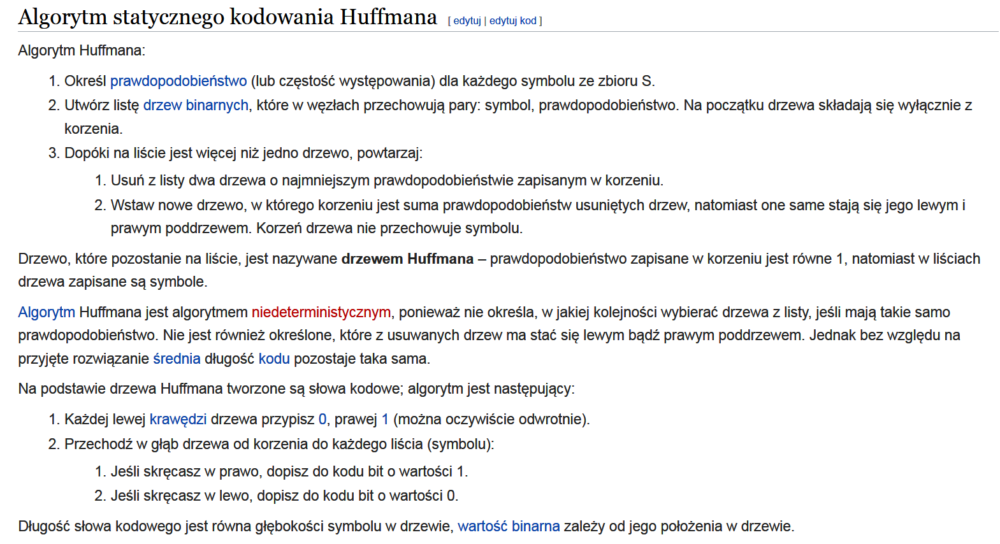 Algorytm statycznego kodowania Huffmana [ edytuj | edytuj kod ]
Algorytm Huffmana:
1. Określ prawdopodobieństwo (lub częstość występowania) dla każdego symbolu ze zbioru S.
2. Utwórz listę drzew binarnych, które w węzłach przechowują pary: symbol, prawdopodobieństwo. Na początku drzewa składają się wyłącznie z
korzenia.
3. Dopóki na liście jest więcej niż jedno drzewo, powtarzaj:
1. Usuń z listy dwa drzewa o najmniejszym prawdopodobieństwie zapisanym w korzeniu.
2. Wstaw nowe drzewo, w którego korzeniu jest suma prawdopodobieństw usuniętych drzew, natomiast one same stają się jego lewym i
prawym poddrzewem. Korzeń drzewa nie przechowuje symbolu.
Drzewo, które pozostanie na liście, jest nazywane drzewem Huffmana – prawdopodobieństwo zapisane w korzeniu jest równe 1, natomiast w liściach
drzewa zapisane są symbole.
Algorytm Huffmana jest algorytmem niedeterministycznym, ponieważ nie określa, w jakiej kolejności wybierać drzewa z listy, jeśli mają takie samo
prawdopodobieństwo. Nie jest również określone, które z usuwanych drzew ma stać się lewym bądź prawym poddrzewem. Jednak bez względu na
przyjęte rozwiązanie średnia długość kodu pozostaje taka sama.
Na podstawie drzewa Huffmana tworzone są słowa kodowe; algorytm jest następujący:
1. Każdej lewej krawędzi drzewa przypisz 0, prawej 1 (można oczywiście odwrotnie).
2. Przechodź w głąb drzewa od korzenia do każdego liścia (symbolu):
1. Jeśli skręcasz w prawo, dopisz do kodu bit o wartości 1.
2. Jeśli skręcasz w lewo, dopisz do kodu bit o wartości 0.
Długość słowa kodowego jest równa głębokości symbolu w drzewie, wartość binarna zależy od jego położenia w drzewie.